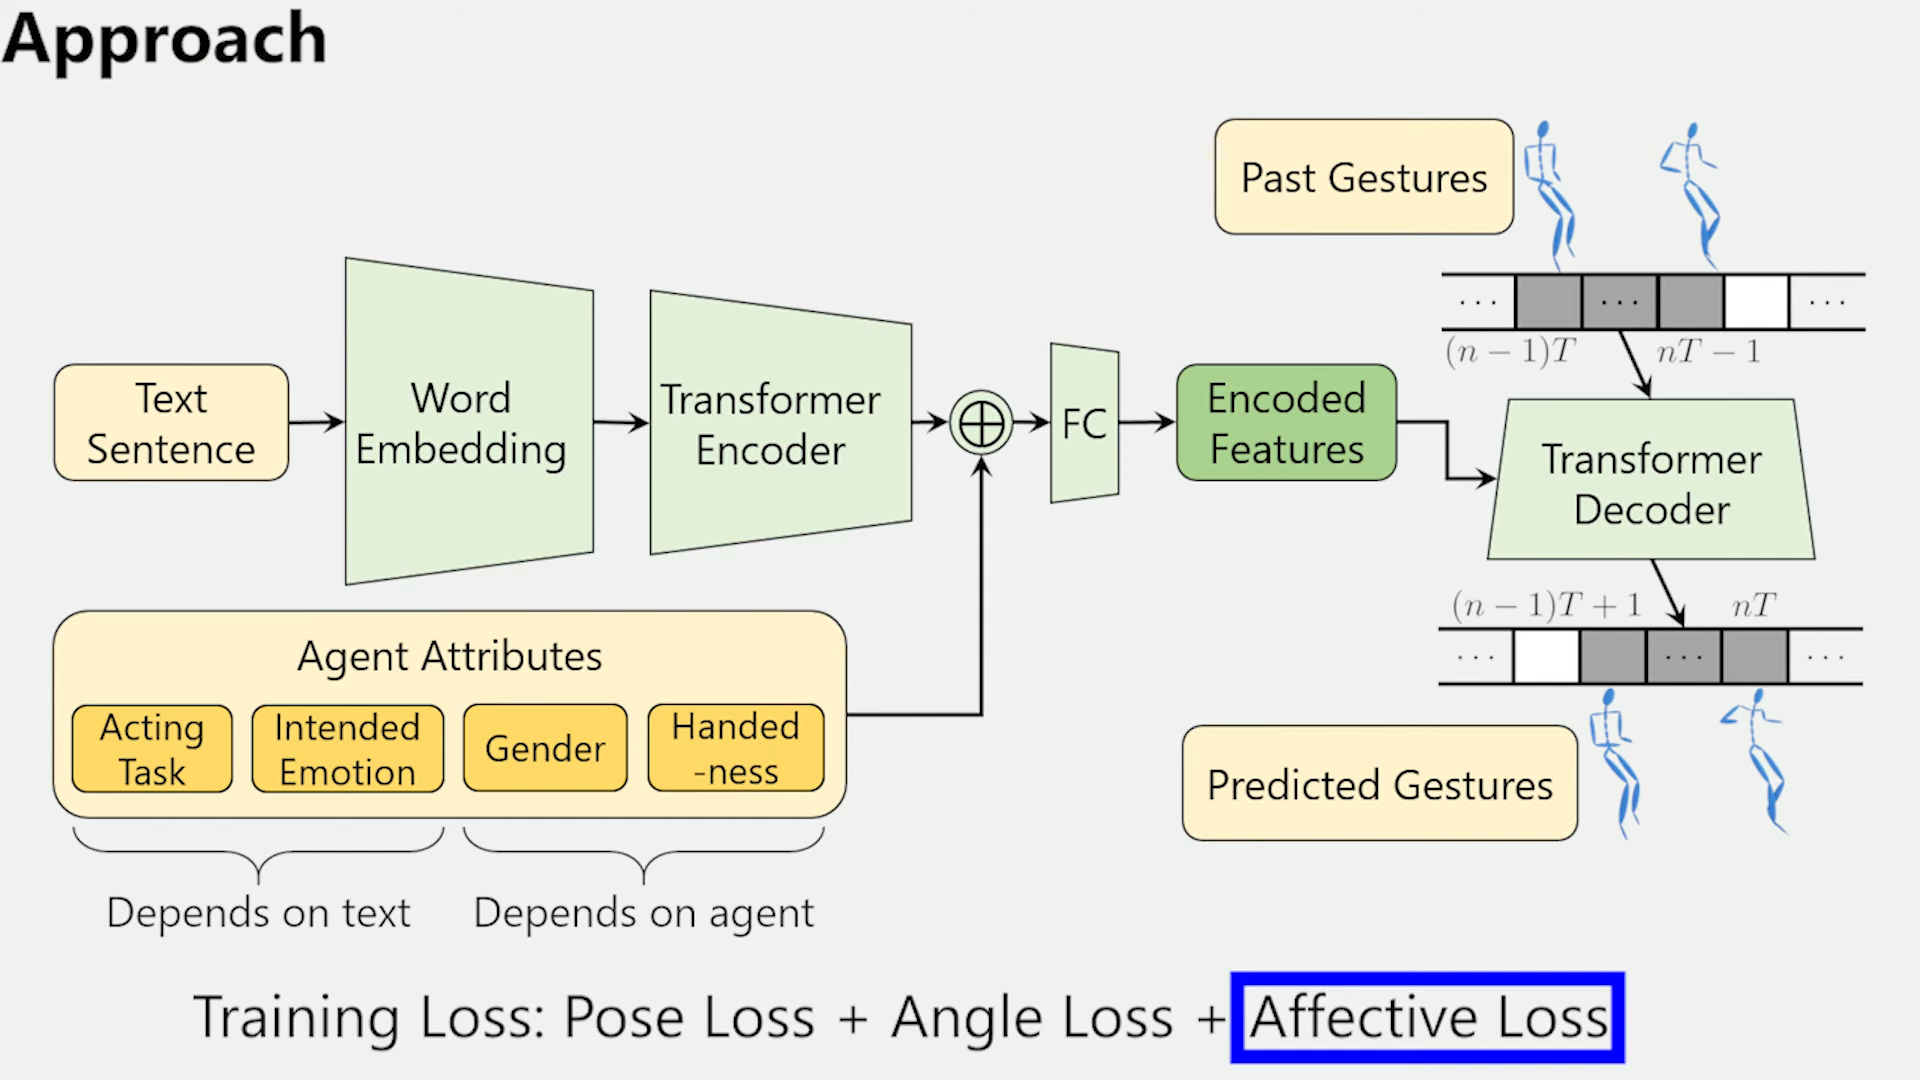 Approach
Past Gestures
... ... ...
(n − 1)T nT − 1
Text
Sentence
Word
Embedding
Transformer
Encoder
FC
Encoded
Features
Transformer
Decoder
(n − 1)T + 1 nT
... ... ...
Agent Attributes
Acting
Task
Intended
Emotion
Gender
Handed
-ness
Predicted Gestures
Depends on text
Depends on agent
Training Loss: Pose Loss + Angle Loss + Affective Loss